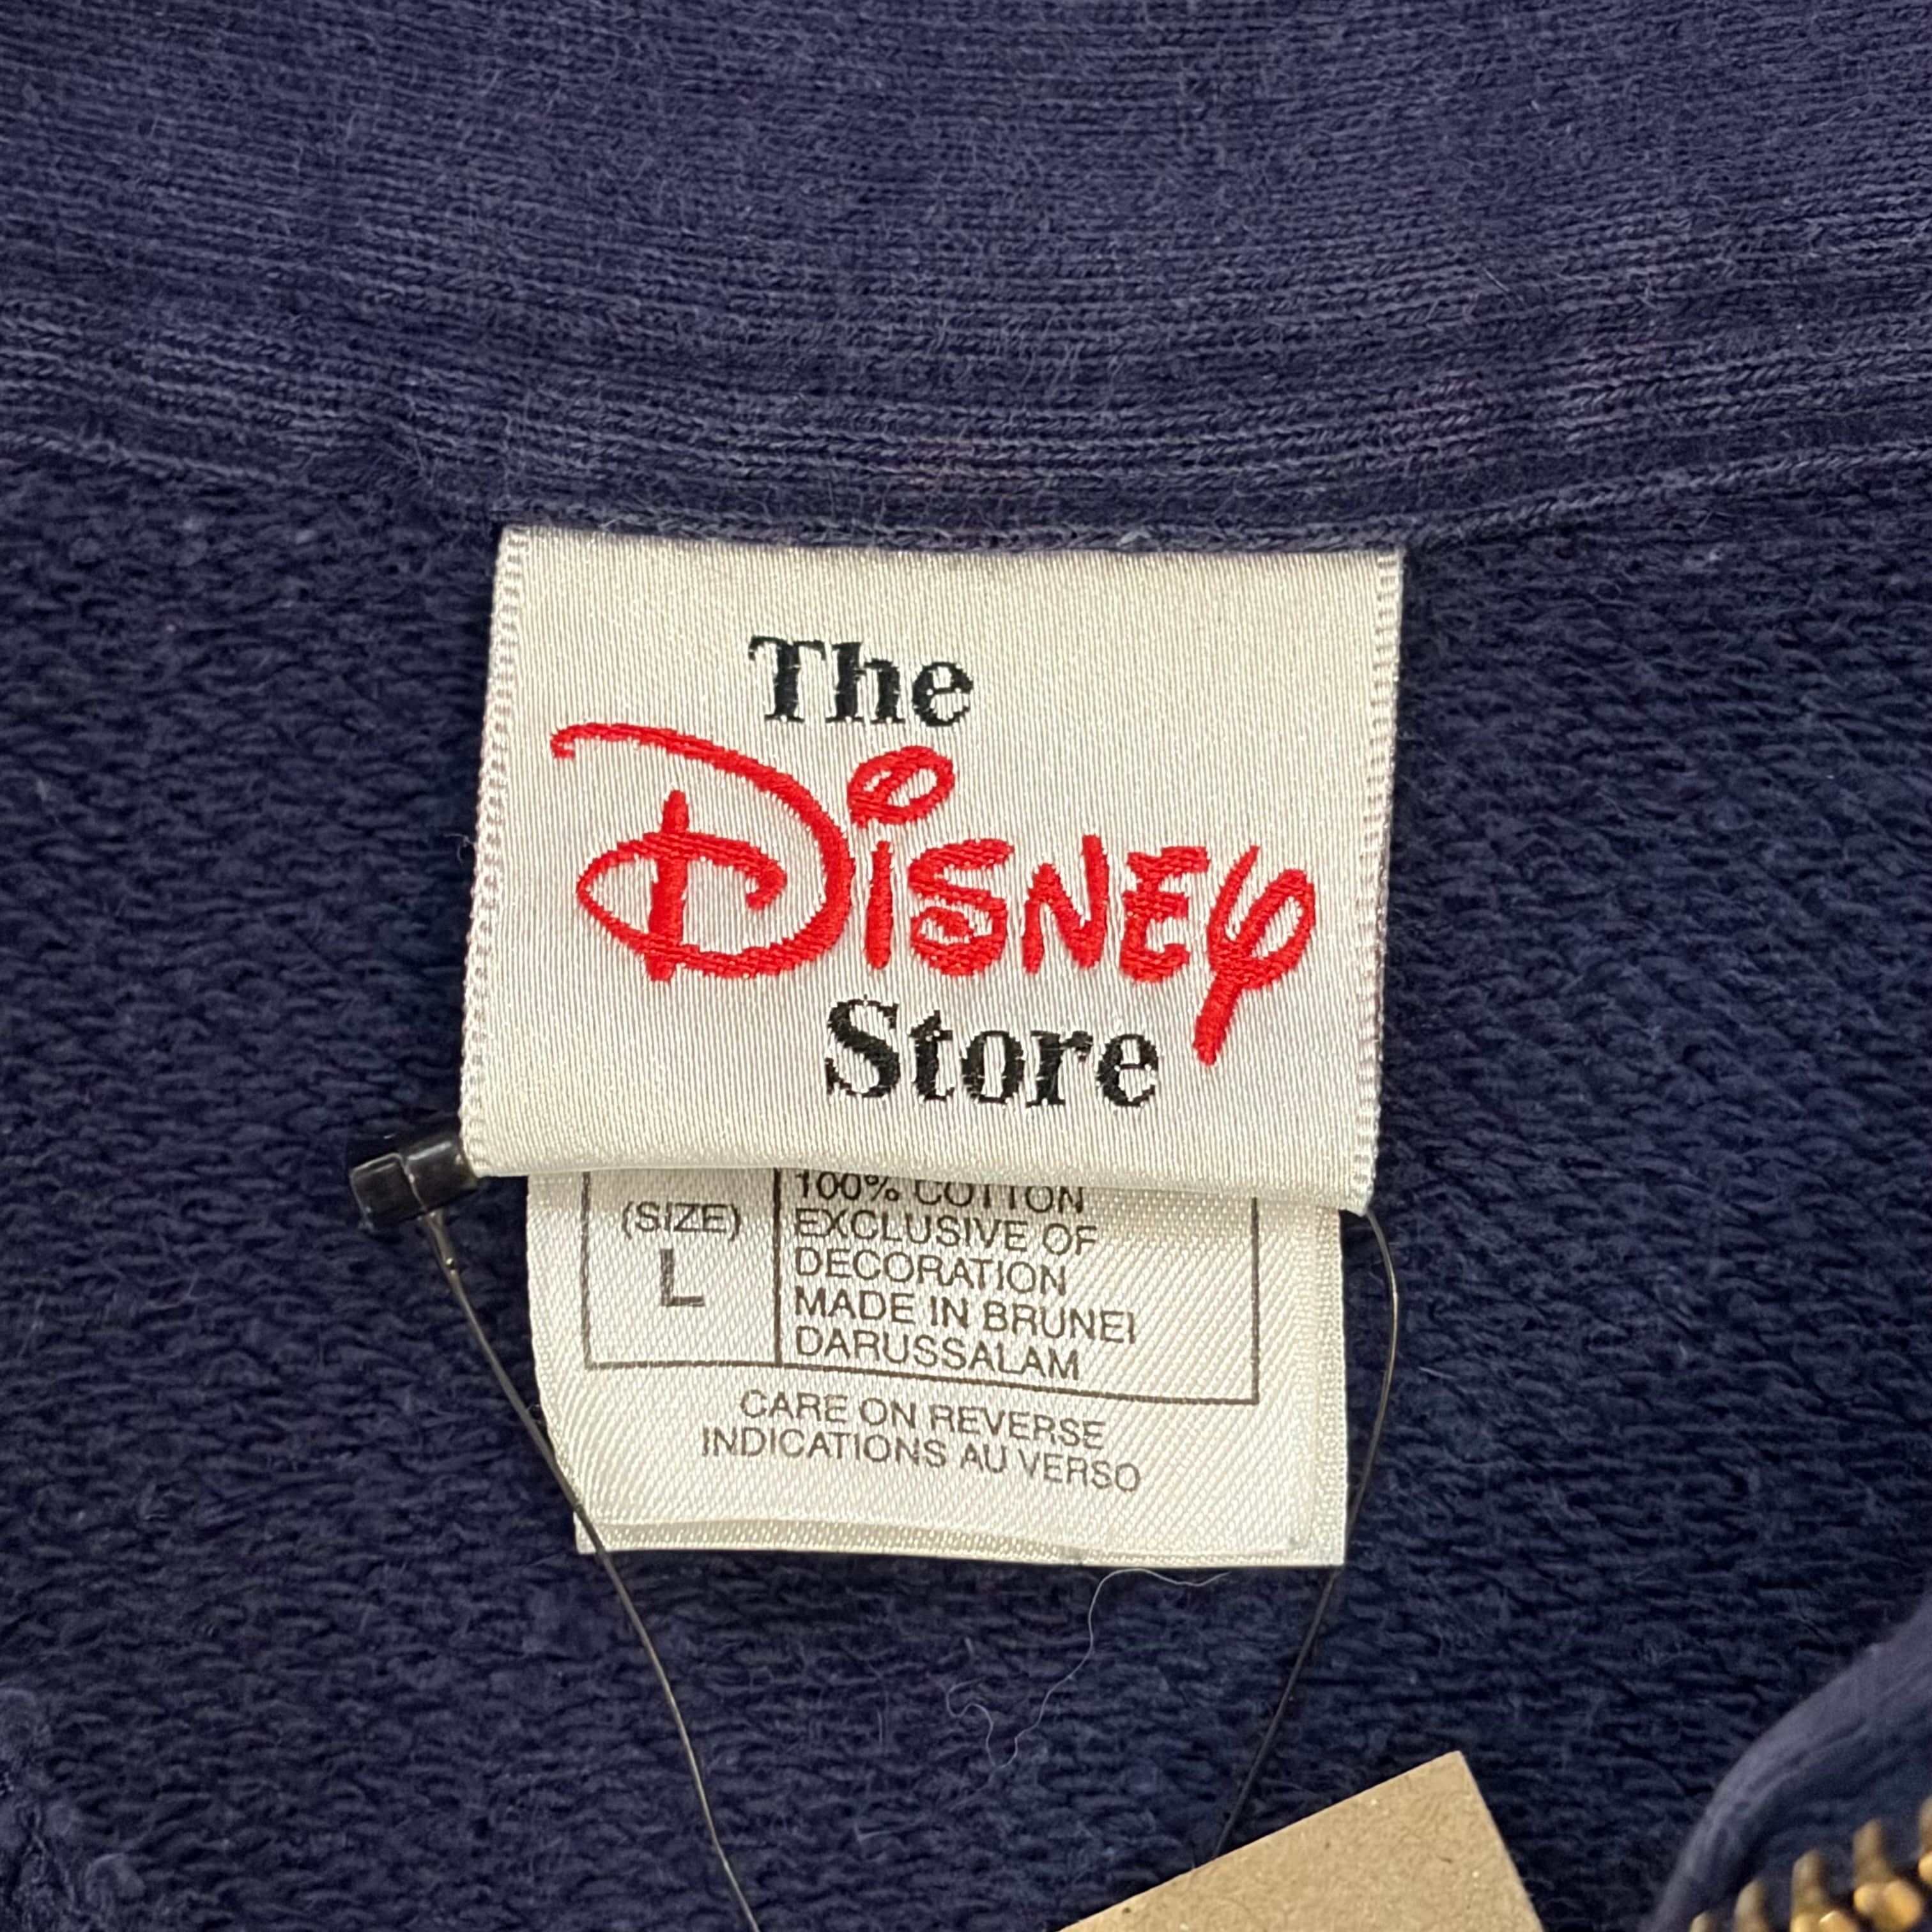 The
Disney
Store
100% COTTON
(SIZE) EXCLUSIVE OF
L DECORATION
MADE IN BRUNEI
DARUSSALAM
CARE ON REVERSE
INDICATIONS AU VERSO